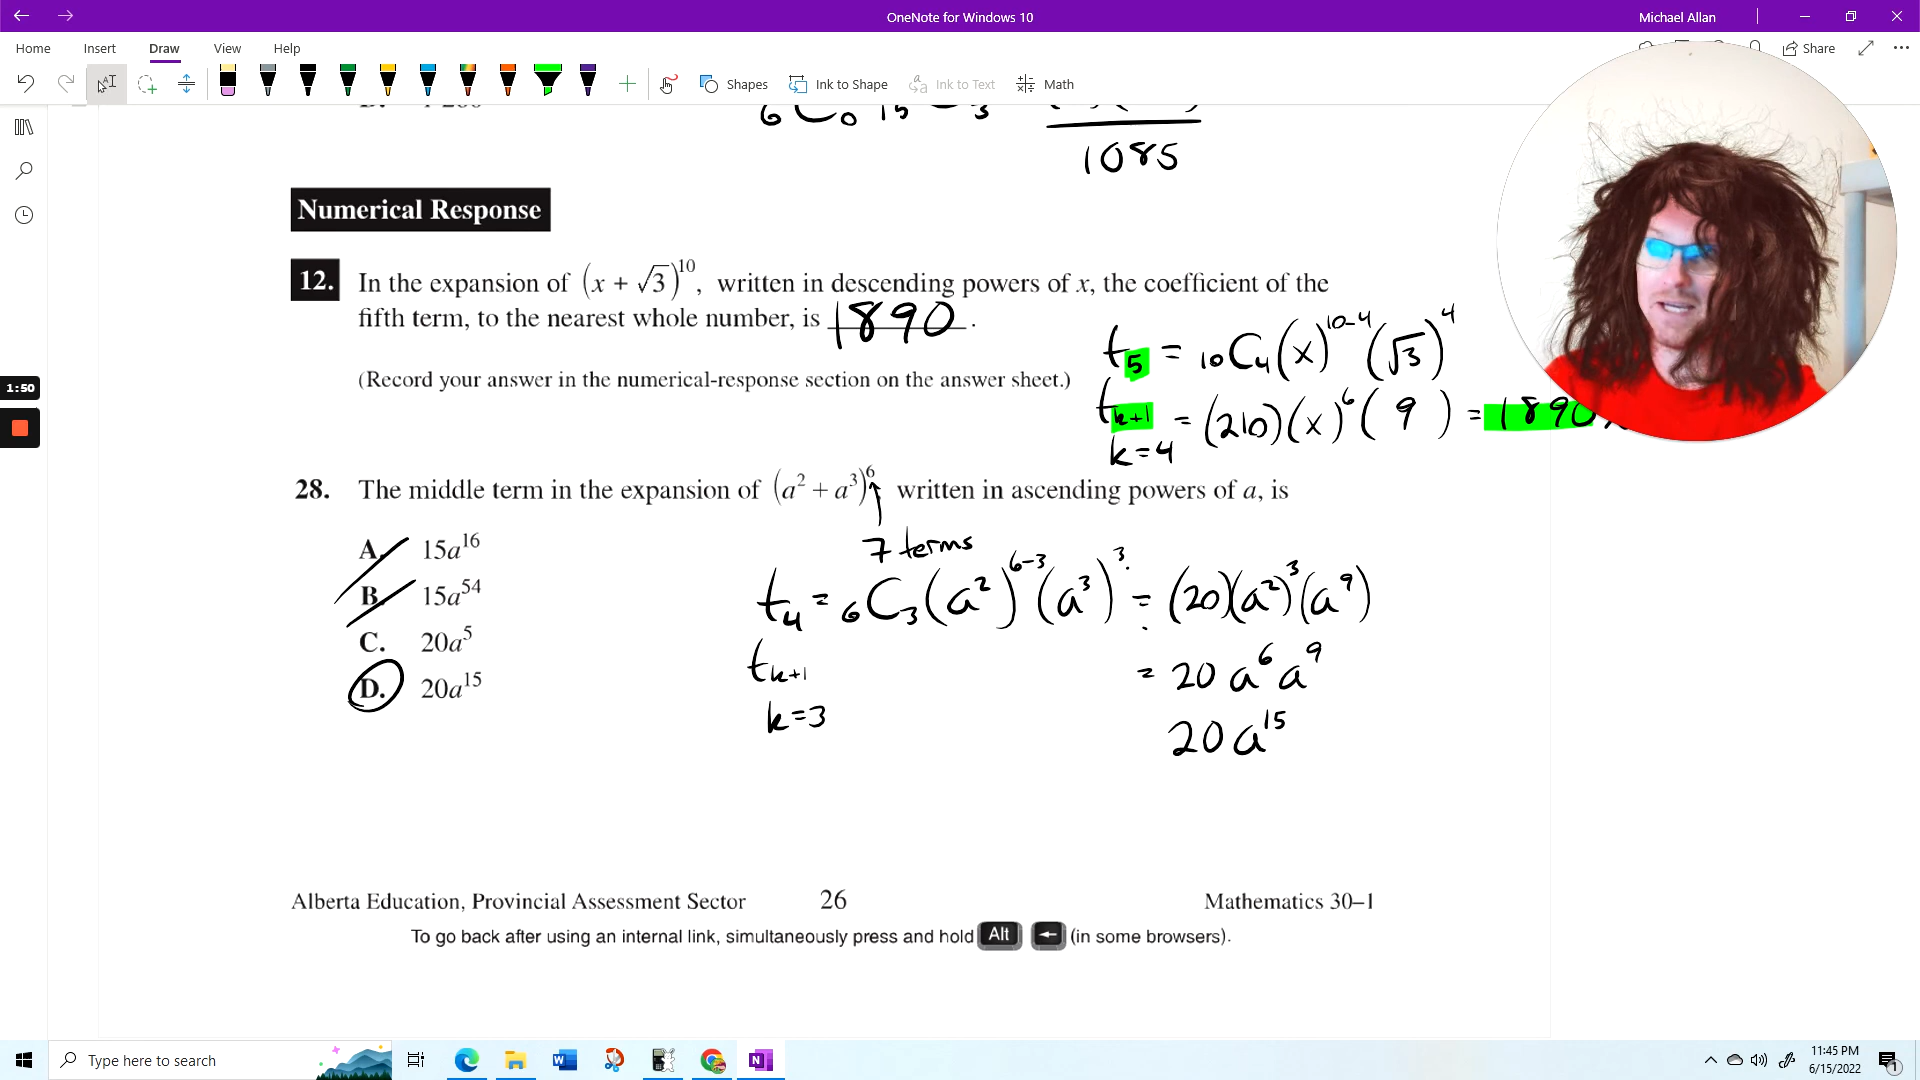 OneNote for Windows 10
Michael Allan
Home Insert Draw View Help
Share
Shapes Ink to Shape Ink to Text Math
6C0 15C3
1085
Numerical Response
12. In the expansion of (x + √3)^10, written in descending powers of x, the coefficient of the
fifth term, to the nearest whole number, is 1890.
(Record your answer in the numerical-response section on the answer sheet.)
t5 = 10C4 (x)^10-4 (√3)^4
tk+1 = (210)(x)^6 (9) = 1890
k=4
1:50
28. The middle term in the expansion of (a² + a³)^6 written in ascending powers of a, is
7 terms
A. 15a^16
B. 15a^54
C. 20a^5
D. 20a^15
t4 = 6C3 (a²)^6-3 (a³)^3 = (20)(a²)^3 (a^9)
tk+1
= 20 a^6 a^9
k=3
20 a^15
Alberta Education, Provincial Assessment Sector 26 Mathematics 30–1
To go back after using an internal link, simultaneously press and hold Alt ← (in some browsers).
Type here to search
11:45 PM
6/15/2022